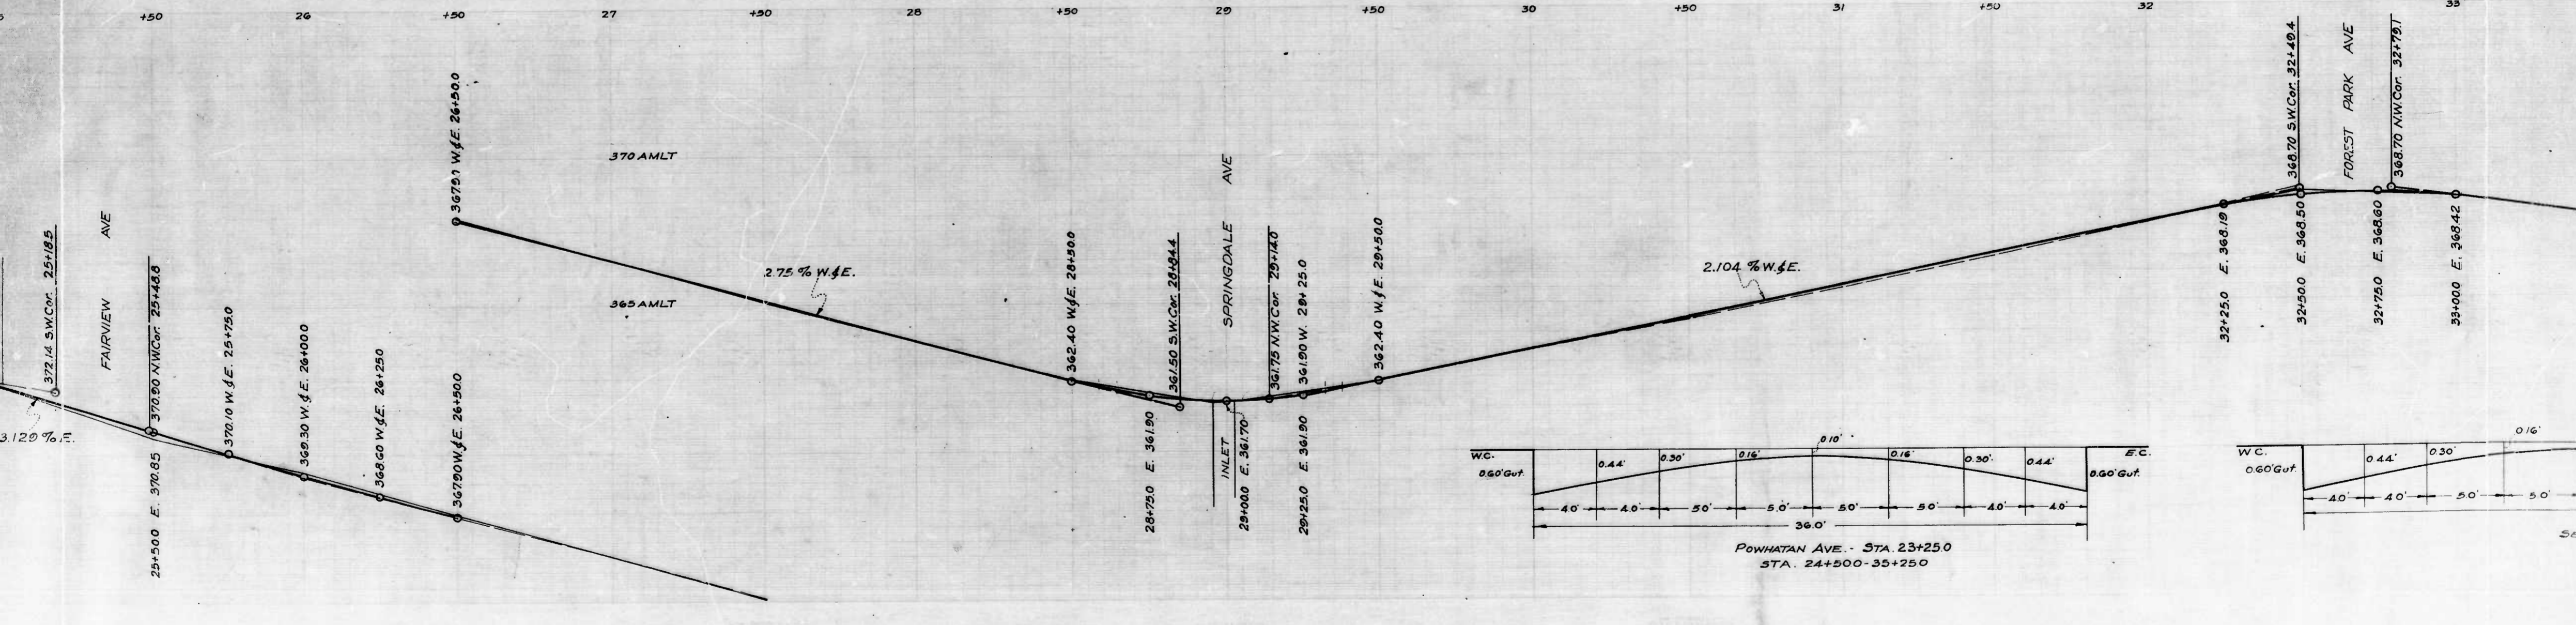 +50 26 +50 27 +50 28 +50 29 +50 30 +50 31 +50 32 33
372.14 S.W.Cor. 25+18.5
FAIRVIEW AVE
370.90 N.W.Cor. 25+48.8
25+50.0 E. 370.85
3.129 % E.
370.10 W.&E. 25+75.0
369.30 W.&E. 26+00.0
368.60 W.&E. 26+25.0
367.90 W.&E. 26+50.0
367.91 W.&E. 26+50.0
370 AMLT
365 AMLT
2.75 % W.&E.
362.40 W.&E. 28+50.0
28+75.0 E. 361.90
361.50 S.W.Cor. 28+84.4
SPRINGDALE AVE
INLET
29+00.0 E. 361.70
361.75 N.W.Cor. 29+14.0
361.90 W. 29+25.0
29+25.0 E. 361.90
362.40 W.&E. 29+50.0
2.104 % W.&E.
32+25.0 E. 368.19
368.70 S.W.Cor. 32+49.4
32+50.0 E. 368.50
FOREST PARK AVE
32+75.0 E. 368.60
368.70 N.W.Cor. 32+79.1
33+00.0 E. 368.42
W.C. 0.44' 0.30' 0.16' 0.10' 0.16' 0.30' 0.44' E.C.
0.60' Gut. 0.60' Gut.
4.0' 4.0' 5.0' 5.0' 5.0' 5.0' 4.0' 4.0'
36.0'
POWHATAN AVE. - STA. 23+25.0
STA. 24+50.0-35+25.0
W.C. 0.44' 0.30' 0.16'
0.60' Gut.
4.0' 4.0' 5.0' 5.0'